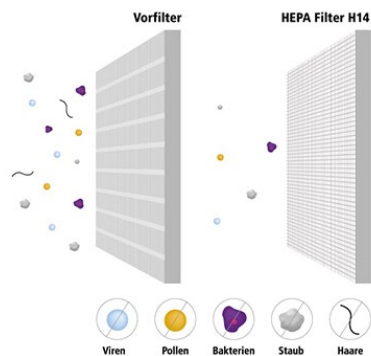 Vorfilter
HEPA Filter H14
Viren
Pollen
Bakterien
Staub
Haare